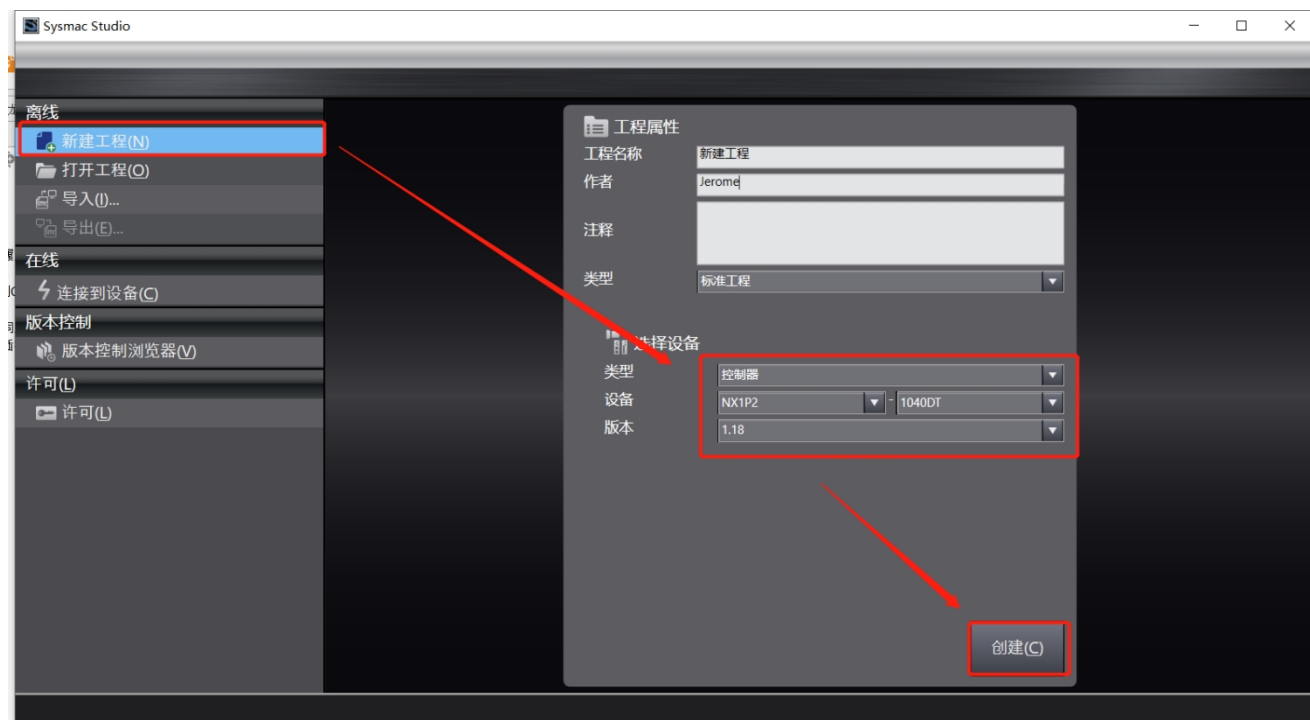 Sysmac Studio
离线
新建工程(N)
打开工程(O)
导入(I)...
导出(E)...
在线
连接到设备(C)
版本控制
版本控制浏览器(V)
许可(L)
许可(L)
工程属性
工程名称 新建工程
作者 Jerome
注释
类型 标准工程
选择设备
类型 控制器
设备 NX1P2 - 1040DT
版本 1.18
创建(C)